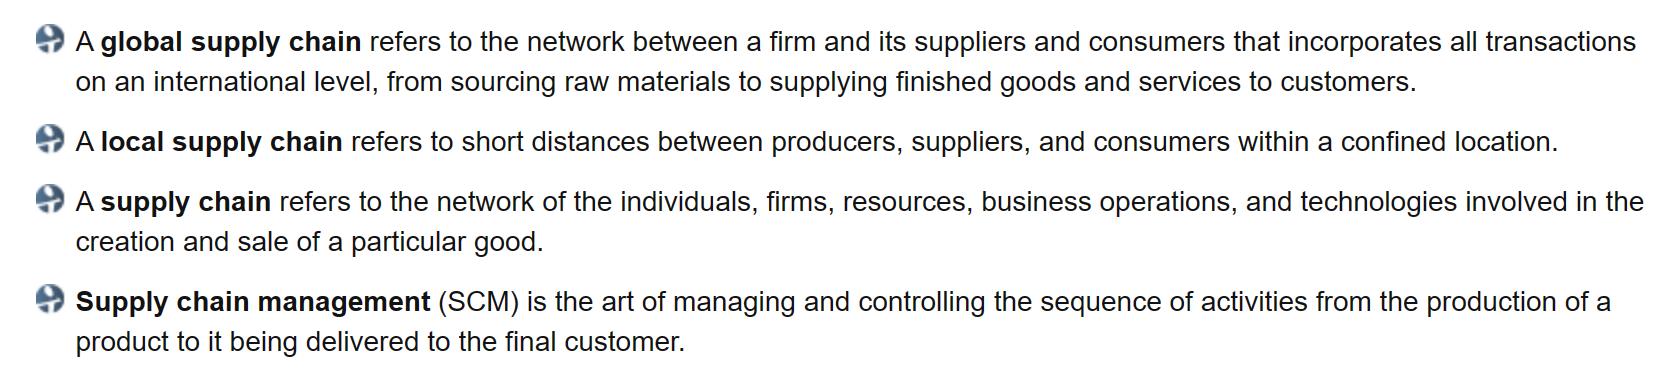 A global supply chain refers to the network between a firm and its suppliers and consumers that incorporates all transactions
on an international level, from sourcing raw materials to supplying finished goods and services to customers.
A local supply chain refers to short distances between producers, suppliers, and consumers within a confined location.
A supply chain refers to the network of the individuals, firms, resources, business operations, and technologies involved in the
creation and sale of a particular good.
Supply chain management (SCM) is the art of managing and controlling the sequence of activities from the production of a
product to it being delivered to the final customer.